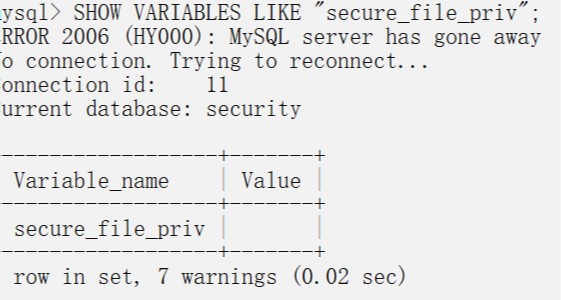 ysql> SHOW VARIABLES LIKE "secure_file_priv";
RROR 2006 (HY000): MySQL server has gone away
o connection. Trying to reconnect...
onnection id:    11
urrent database: security
------------------+-------+
Variable_name     | Value |
------------------+-------+
secure_file_priv |       |
------------------+-------+
row in set, 7 warnings (0.02 sec)